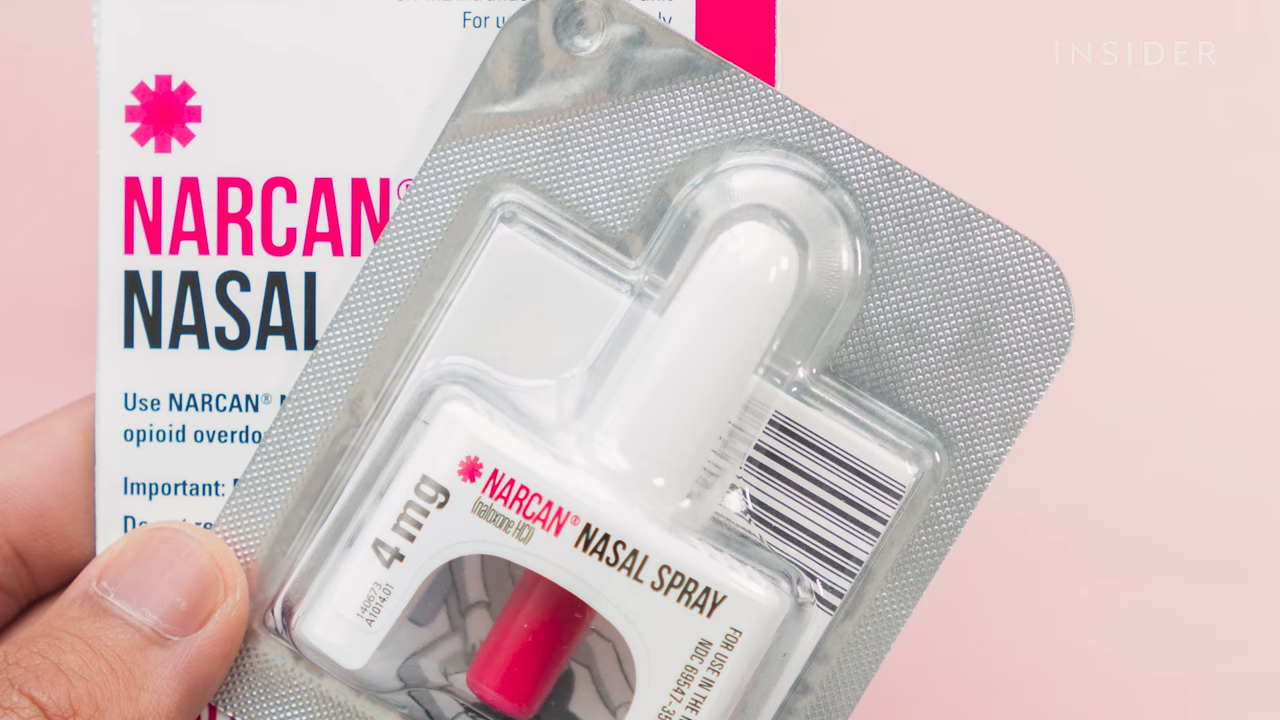 For u
INSIDER
NARCAN®
NASAL
Use NARCAN®
opioid overdo
Important:
4 mg
NARCAN® NASAL SPRAY
(naloxone HCl)
140673
A1014.01
FOR USE IN THE
NDC 69547-35